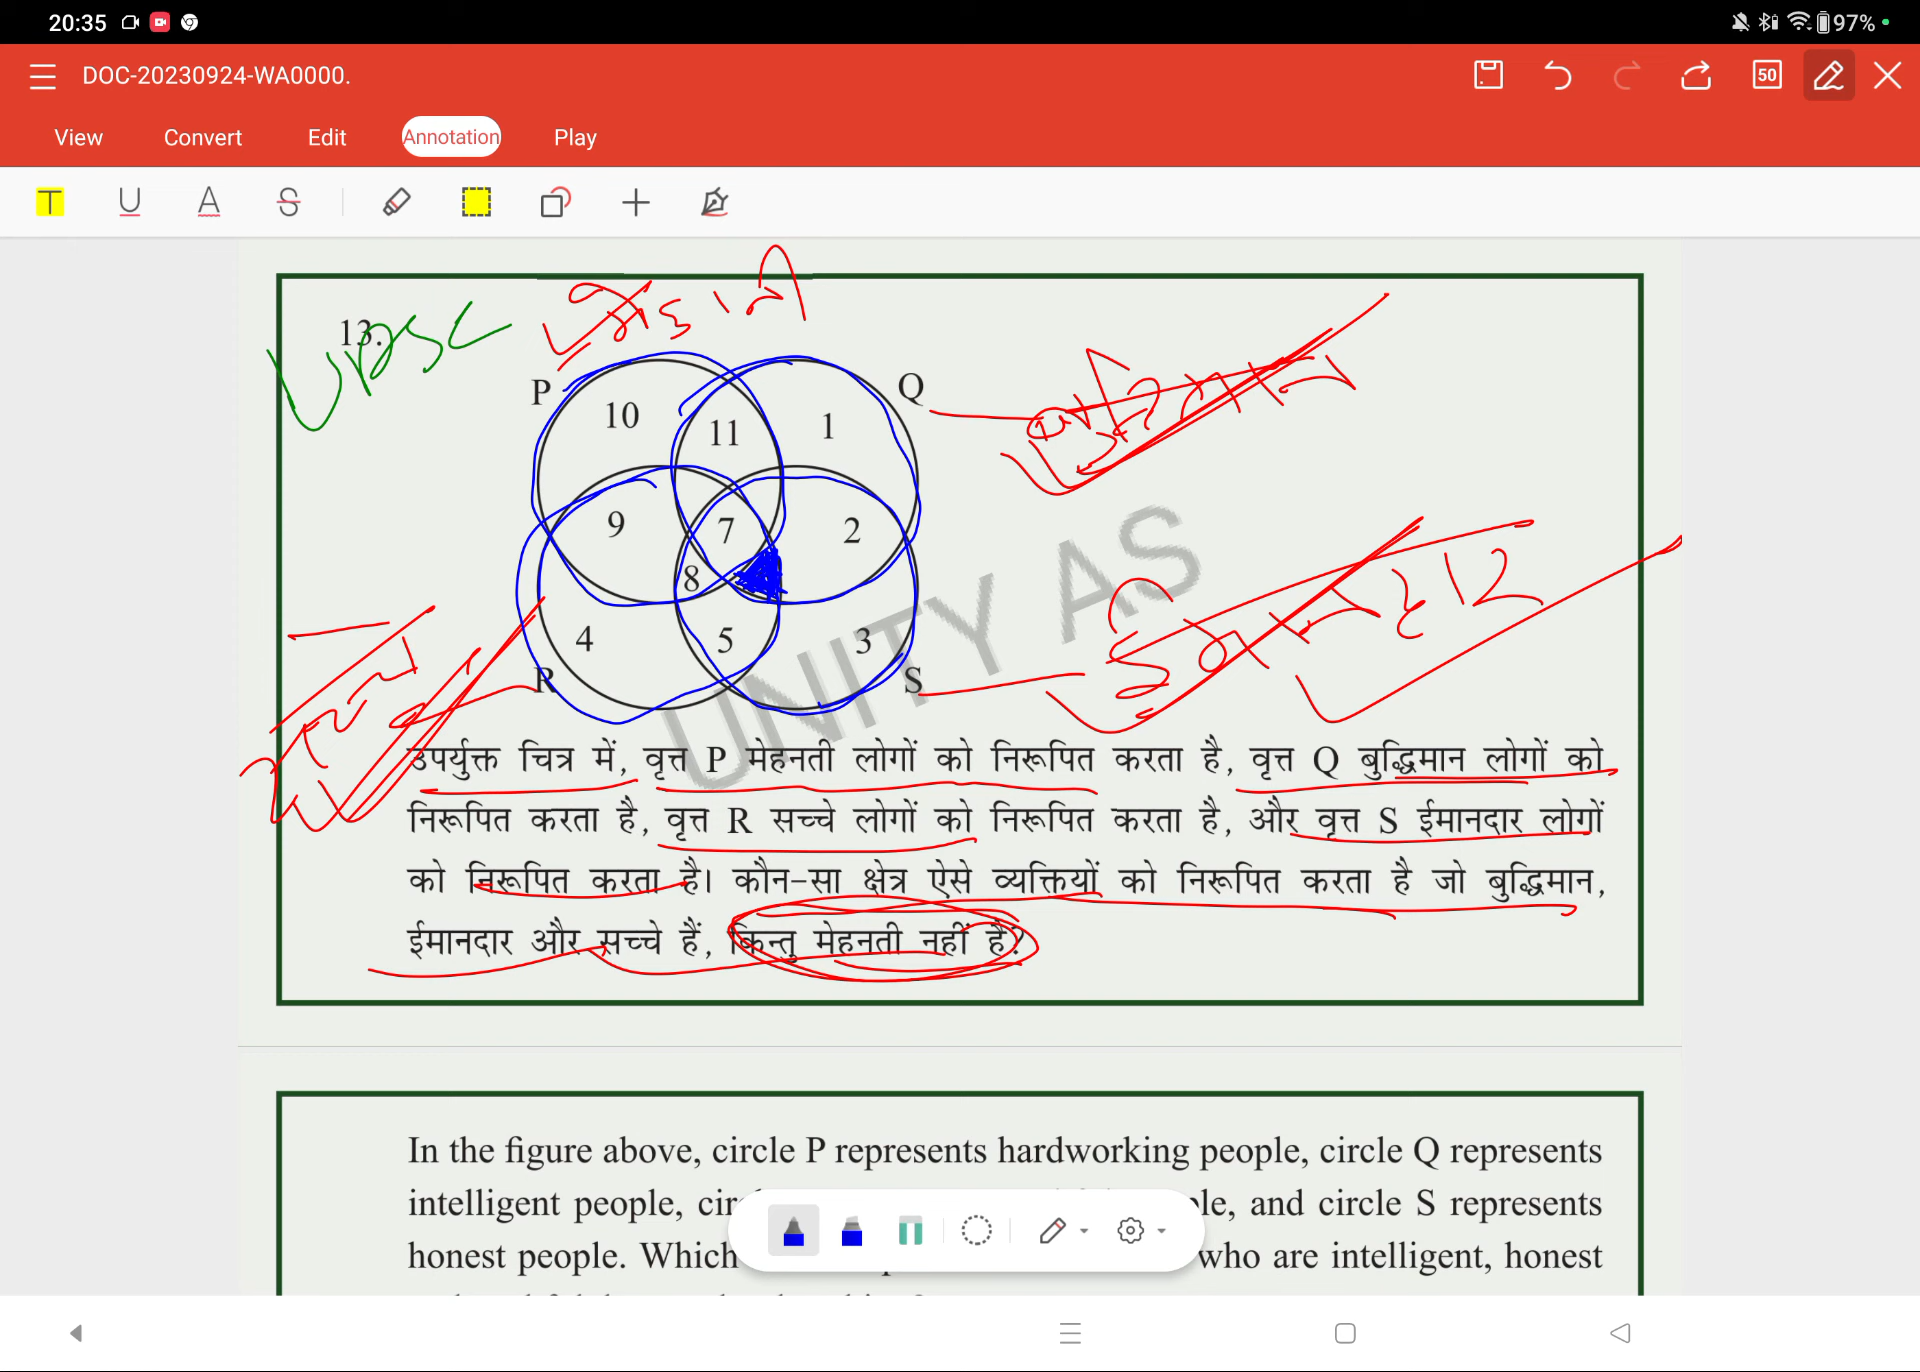 20:35
97%
DOC-20230924-WA0000.
50
View Convert Edit Annotation Play
T U A S
UPSC
13.
P
Q
10
11
1
9
7
2
8
4
5
3
R
S
UNITY AS
उपर्युक्त चित्र में, वृत्त P मेहनती लोगों को निरूपित करता है, वृत्त Q बुद्धिमान लोगों को
निरूपित करता है, वृत्त R सच्चे लोगों को निरूपित करता है, और वृत्त S ईमानदार लोगों
को निरूपित करता है। कौन-सा क्षेत्र ऐसे व्यक्तियों को निरूपित करता है जो बुद्धिमान,
ईमानदार और सच्चे हैं, किन्तु मेहनती नहीं है?
In the figure above, circle P represents hardworking people, circle Q represents
intelligent people, and circle S represents
honest people. Which who are intelligent, honest